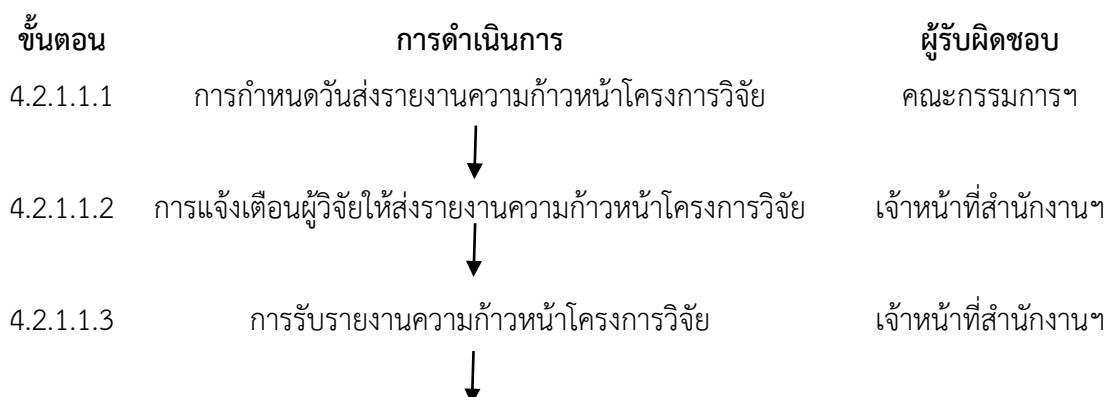 ขั้นตอน การดำเนินการ ผู้รับผิดชอบ
4.2.1.1.1 การกำหนดวันส่งรายงานความก้าวหน้าโครงการวิจัย คณะกรรมการฯ
4.2.1.1.2 การแจ้งเตือนผู้วิจัยให้ส่งรายงานความก้าวหน้าโครงการวิจัย เจ้าหน้าที่สำนักงานฯ
4.2.1.1.3 การรับรายงานความก้าวหน้าโครงการวิจัย เจ้าหน้าที่สำนักงานฯ